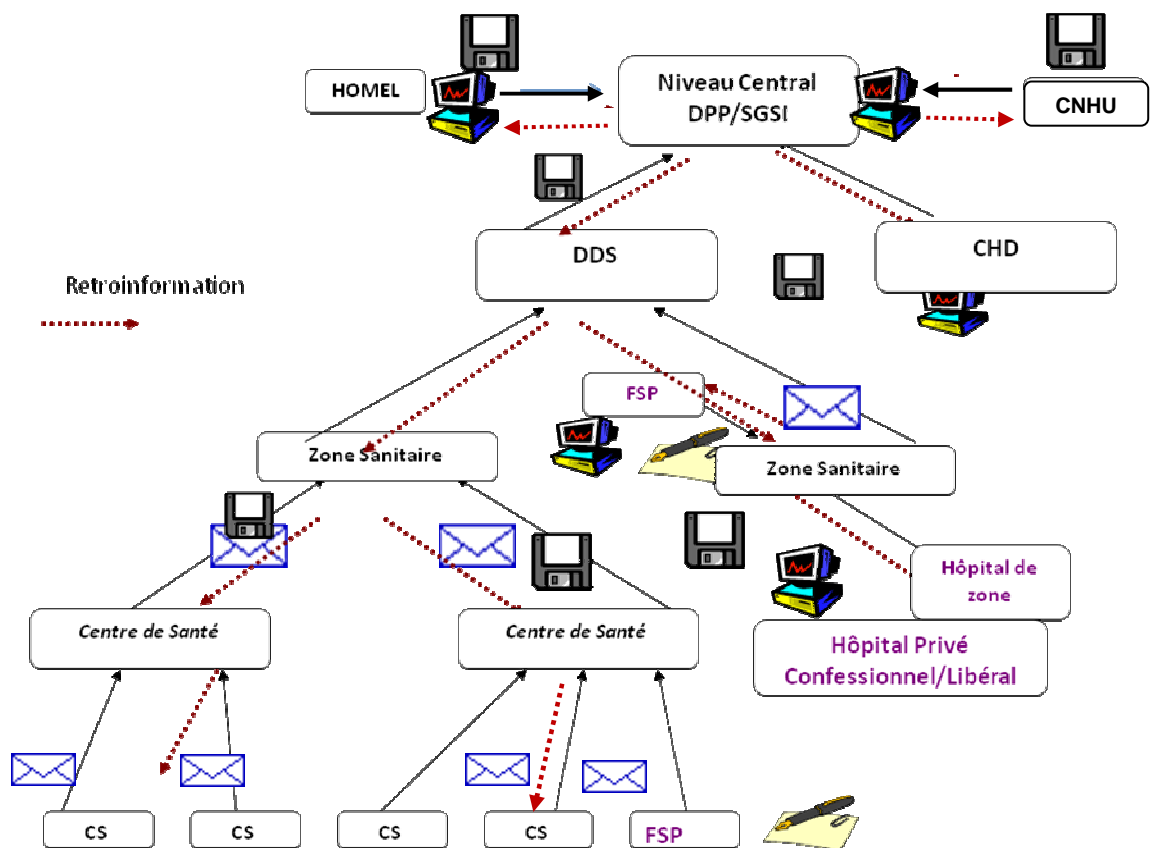 HOMEL
Niveau Central
DPP/SGSI
CNHU
DDS
CHD
Retroinformation
FSP
Zone Sanitaire
Zone Sanitaire
Hôpital de
zone
Centre de Santé
Centre de Santé
Hôpital Privé
Confessionnel/Libéral
CS
CS
CS
CS
FSP